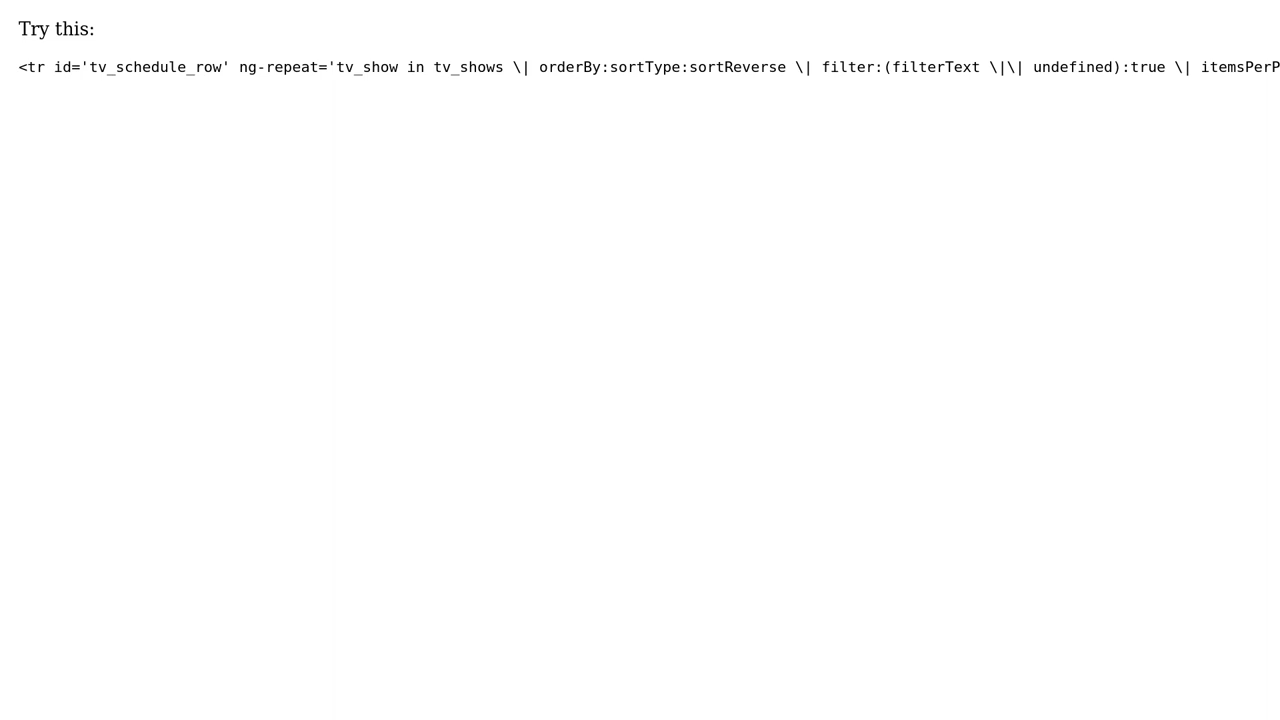 Try this:
<tr id='tv_schedule_row' ng-repeat='tv_show in tv_shows \| orderBy:sortType:sortReverse \| filter:(filterText \|\| undefined):true \| itemsPerP